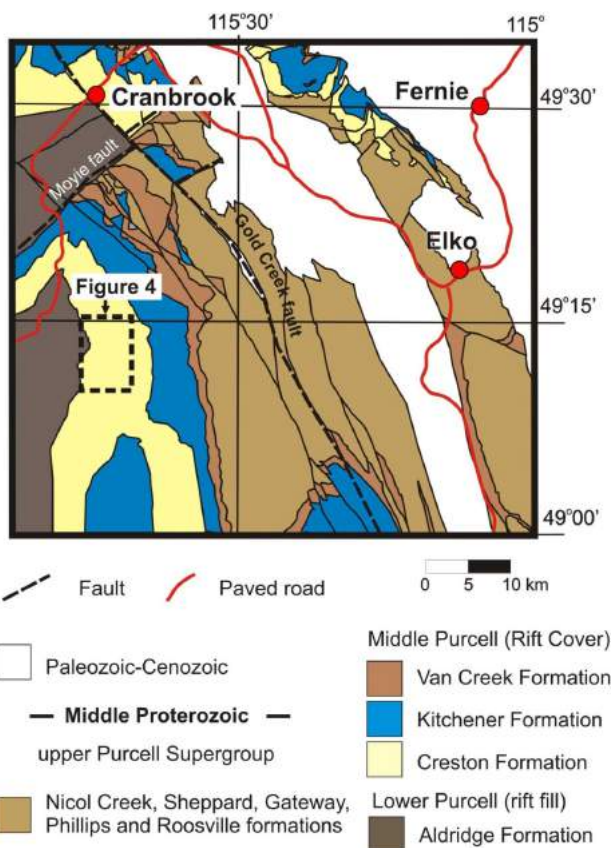 115°30'
115°
Cranbrook
Fernie
49°30'
Moyie fault
Gold Creek fault
Elko
Figure 4
49°15'
49°00'
Fault
Paved road
0 5 10 km
Paleozoic-Cenozoic
Middle Proterozoic
upper Purcell Supergroup
Nicol Creek, Sheppard, Gateway,
Phillips and Roosville formations
Middle Purcell (Rift Cover)
Van Creek Formation
Kitchener Formation
Creston Formation
Lower Purcell (rift fill)
Aldridge Formation